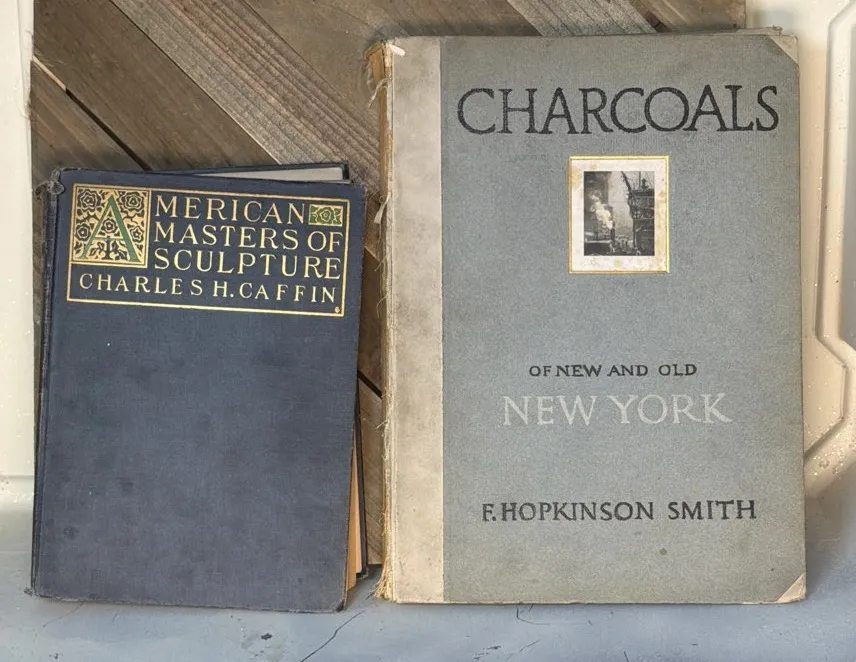 AMERICAN
MASTERS OF
SCULPTURE
CHARLES H. CAFFIN
CHARCOALS
OF NEW AND OLD
NEW YORK
F. HOPKINSON SMITH